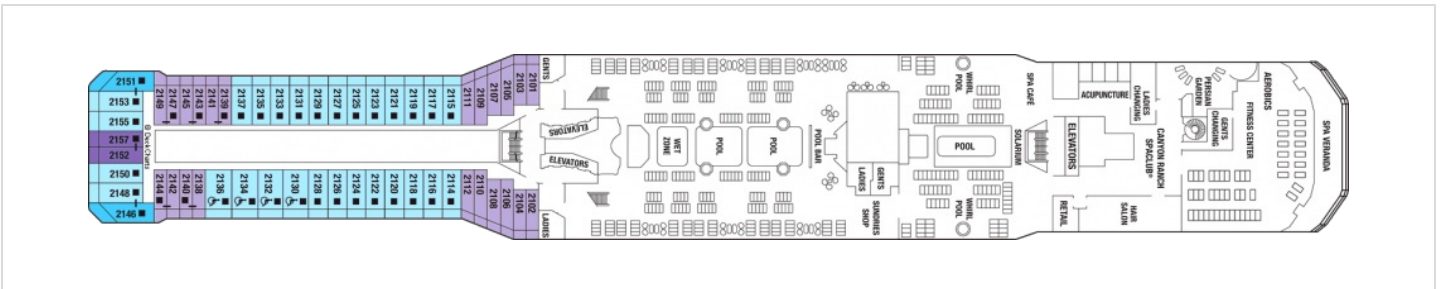 2151
2153
2155
2157
2152
2150
2148
2146
© DeckCharts
2149
2147
2145
2143
2141
2139
2137
2135
2133
2131
2129
2127
2125
2123
2121
2119
2117
2115
2111
2109
2107
2105
2103
2101
2144
2142
2140
2138
2136
2134
2132
2130
2128
2126
2124
2122
2120
2118
2116
2114
2112
2110
2108
2106
2104
2102
GENTS
LADIES
ELEVATORS
ELEVATORS
WET
ZONE
POOL
POOL
POOL BAR
LADIES
GENTS
SUNDRIES
SHOP
WHIRL
POOL
POOL
WHIRL
POOL
SOLARIUM
SPA CAFE
ELEVATORS
RETAIL
ACUPUNCTURE
LADIES
CHANGING
CANYON RANCH
SPACLUB®
HAIR
SALON
PERSIAN
GARDEN
GENTS
CHANGING
AEROBICS
FITNESS CENTER
SPA VERANDA